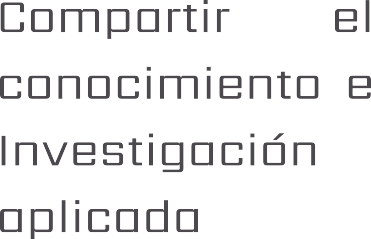 Compartir el
conocimiento e
Investigación
aplicada